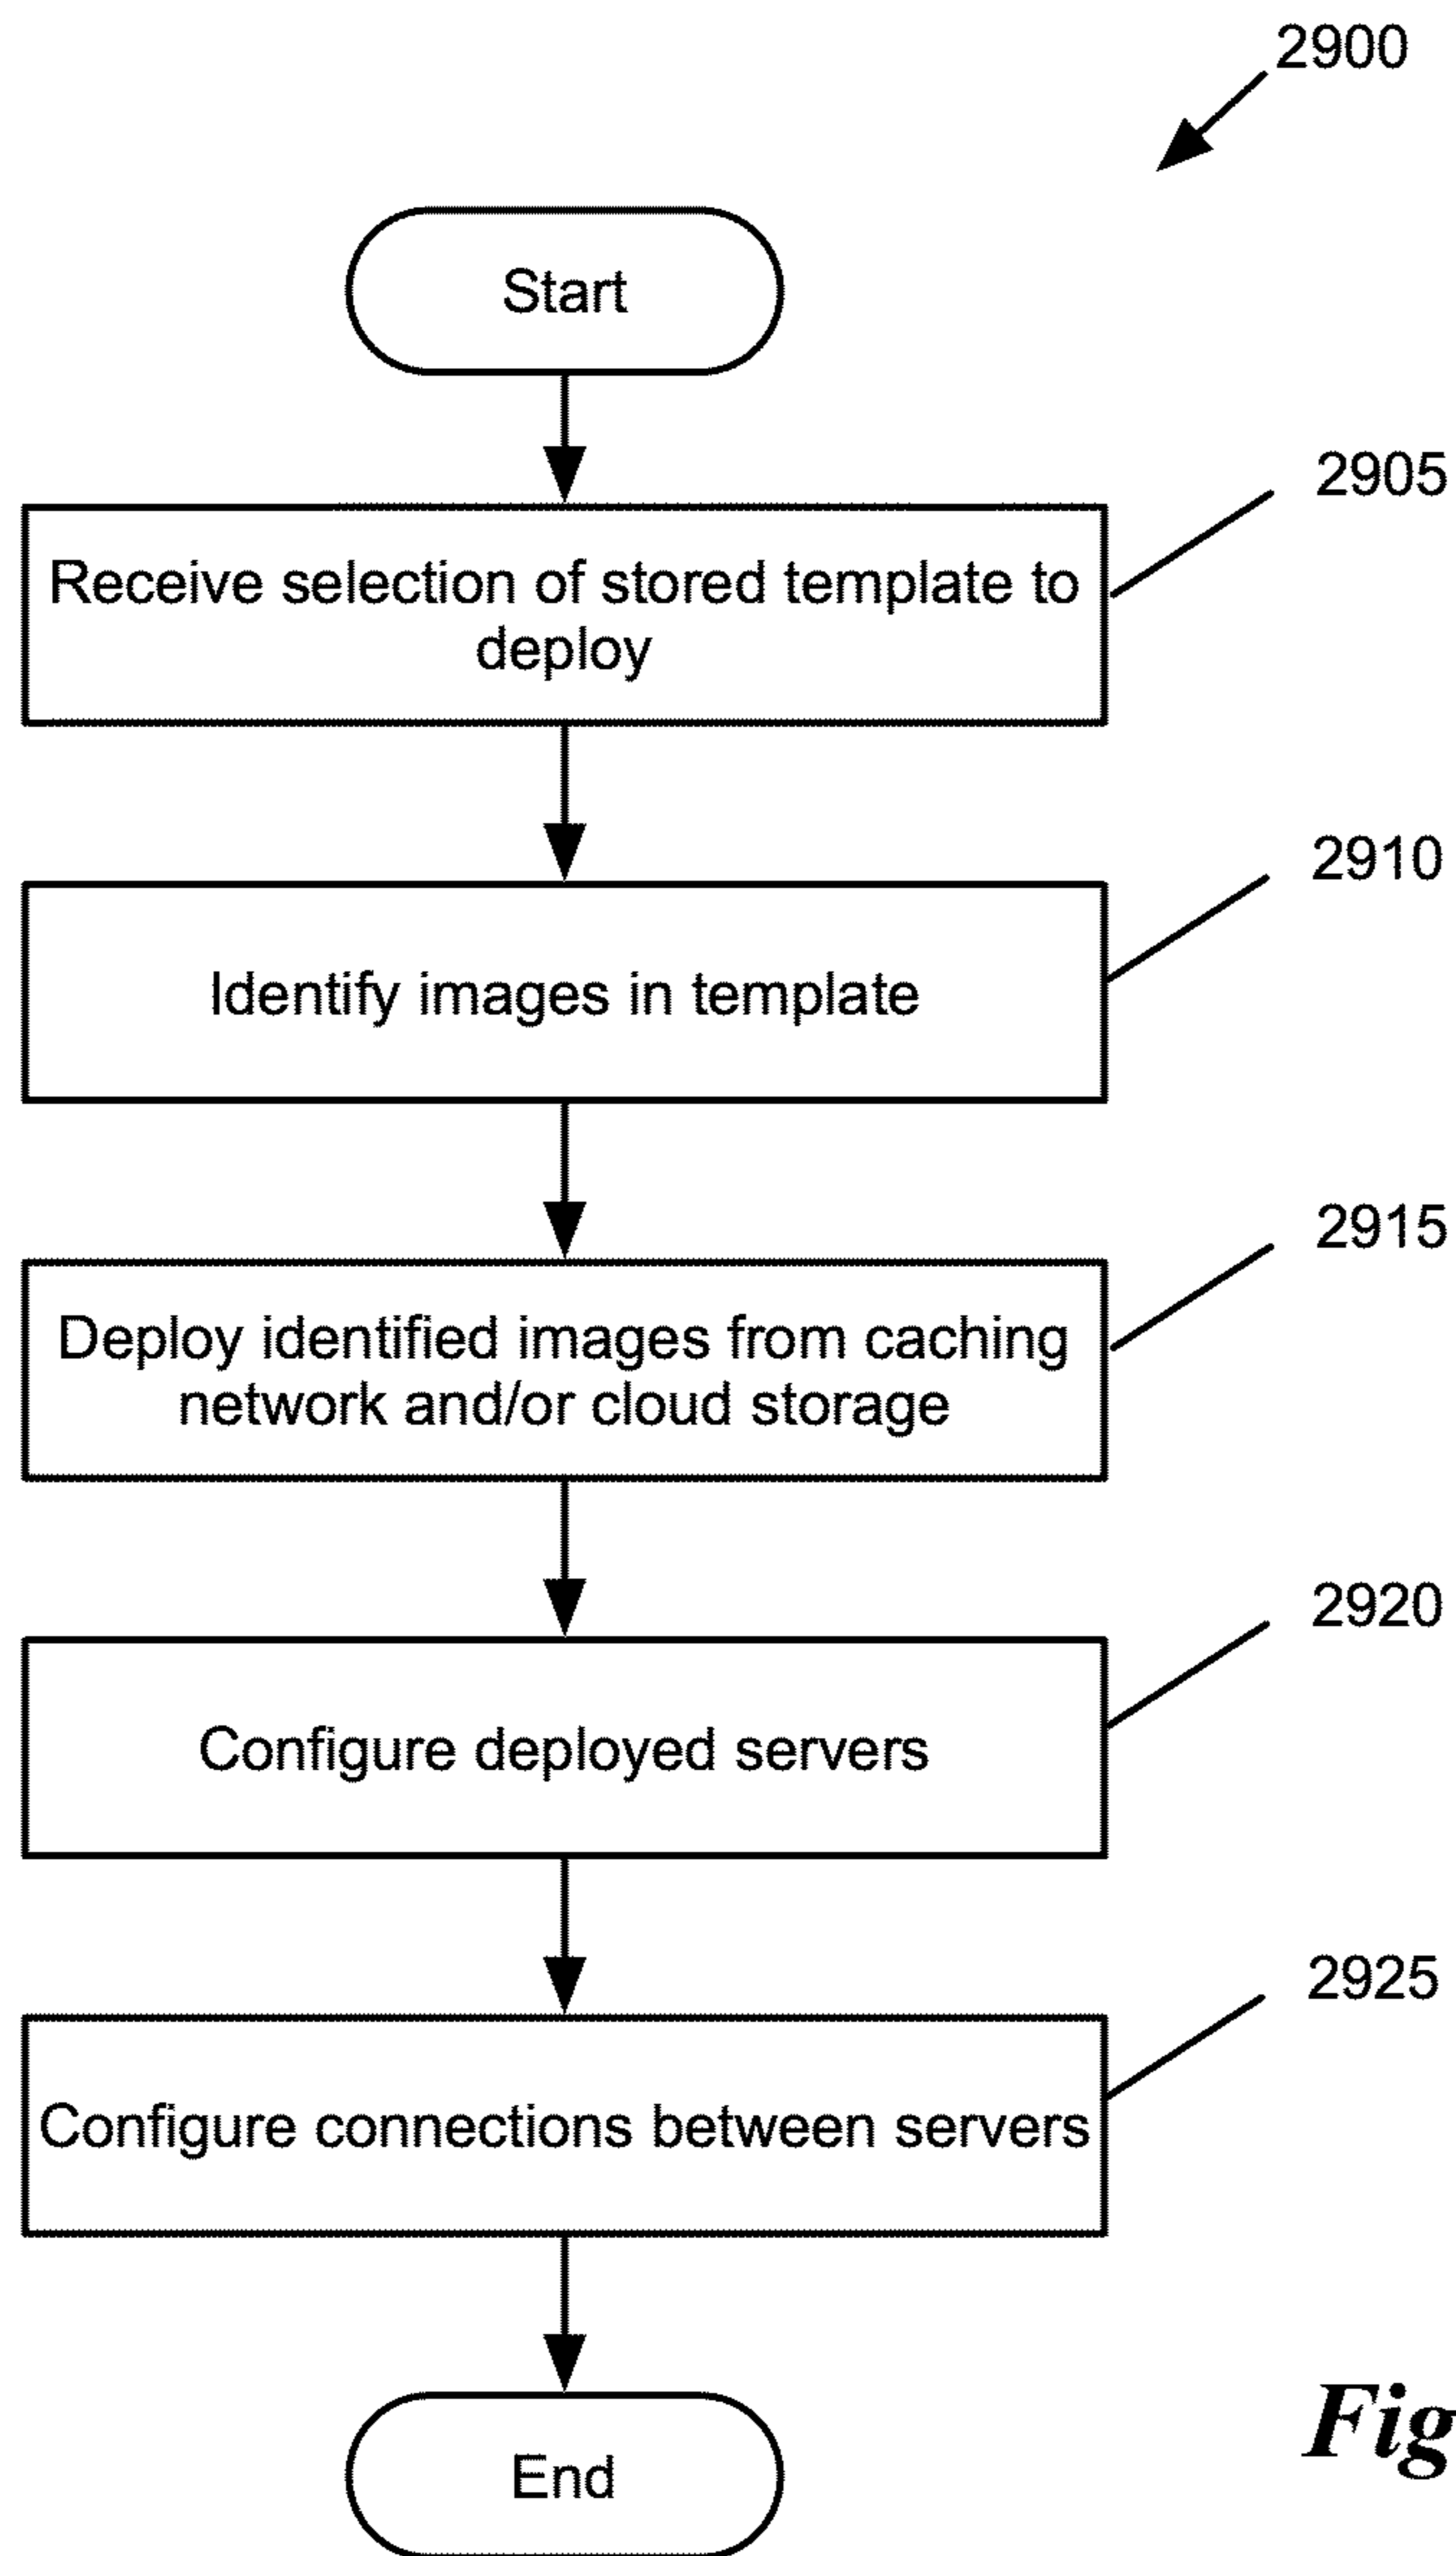 2900
Start
2905
Receive selection of stored template to
deploy
2910
Identify images in template
2915
Deploy identified images from caching
network and/or cloud storage
2920
Configure deployed servers
2925
Configure connections between servers
End
Fig